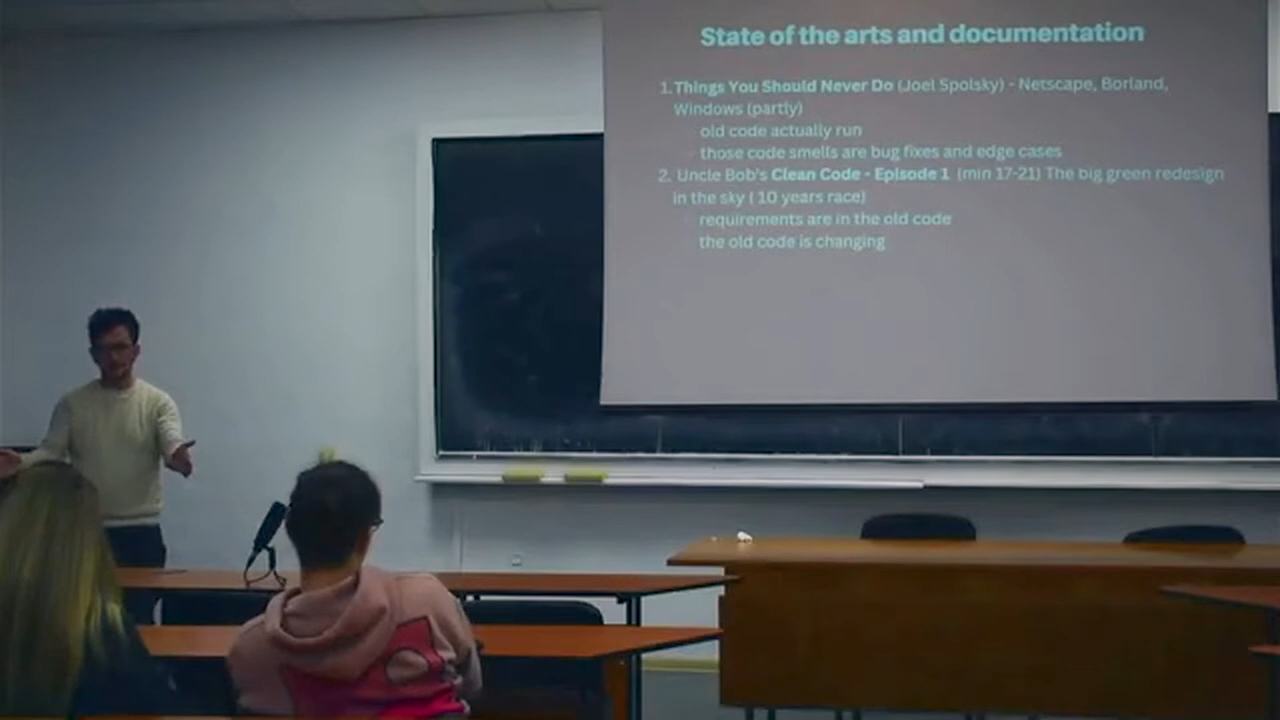 State of the arts and documentation
1. Things You Should Never Do (Joel Spolsky) - Netscape, Borland,
Windows (partly)
old code actually run
those code smells are bug fixes and edge cases
2. Uncle Bob's Clean Code - Episode 1 (min 17-21) The big green redesign
in the sky ( 10 years race)
requirements are in the old code
the old code is changing